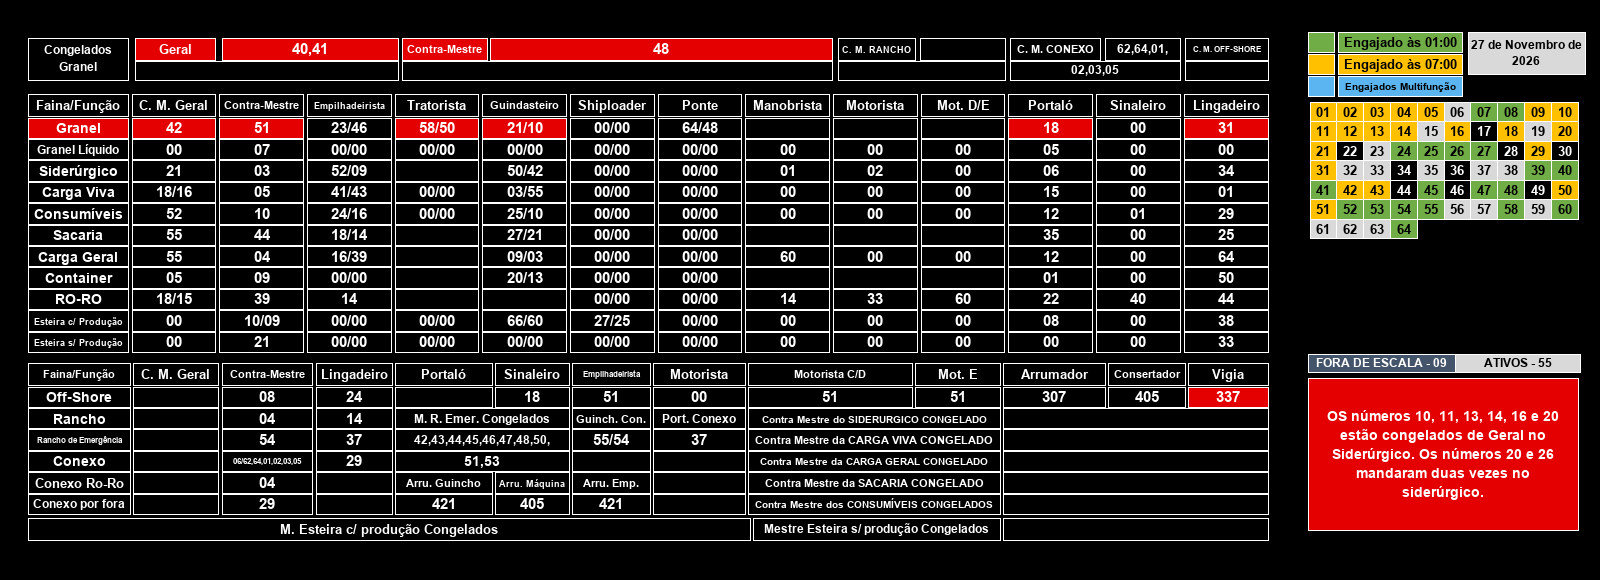 Congelados Granel | Geral | 40,41 | Contra-Mestre | 48 | C. M. RANCHO | | C. M. CONEXO | 62,64,01, | C. M. OFF-SHORE
02,03,05
Faina/Função | C. M. Geral | Contra-Mestre | Empilhadeirista | Tratorista | Guindasteiro | Shiploader | Ponte | Manobrista | Motorista | Mot. D/E | Portaló | Sinaleiro | Lingadeiro
Granel | 42 | 51 | 23/46 | 58/50 | 21/10 | 00/00 | 64/48 | | | | 18 | 00 | 31
Granel Líquido | 00 | 07 | 00/00 | 00/00 | 00/00 | 00/00 | 00/00 | 00 | 00 | 00 | 05 | 00 | 00
Siderúrgico | 21 | 03 | 52/09 | | 50/42 | 00/00 | 00/00 | 01 | 02 | 00 | 06 | 00 | 34
Carga Viva | 18/16 | 05 | 41/43 | 00/00 | 03/55 | 00/00 | 00/00 | 00 | 00 | 00 | 15 | 00 | 01
Consumíveis | 52 | 10 | 24/16 | 00/00 | 25/10 | 00/00 | 00/00 | 00 | 00 | 00 | 12 | 01 | 29
Sacaria | 55 | 44 | 18/14 | | 27/21 | 00/00 | 00/00 | | | | 35 | 00 | 25
Carga Geral | 55 | 04 | 16/39 | | 09/03 | 00/00 | 00/00 | 60 | 00 | 00 | 12 | 00 | 64
Container | 05 | 09 | 00/00 | | 20/13 | 00/00 | 00/00 | | | | 01 | 00 | 50
RO-RO | 18/15 | 39 | 14 | | | 00/00 | 00/00 | 14 | 33 | 60 | 22 | 40 | 44
Esteira c/ Produção | 00 | 10/09 | 00/00 | 00/00 | 66/60 | 27/25 | 00/00 | 00 | 00 | 00 | 08 | 00 | 38
Esteira s/ Produção | 00 | 21 | 00/00 | 00/00 | 00/00 | 00/00 | 00/00 | 00 | 00 | 00 | 00 | 00 | 33
Faina/Função | C. M. Geral | Contra-Mestre | Lingadeiro | Portaló | Sinaleiro | Empilhadeirista | Motorista | Motorista C/D | Mot. E | Arrumador | Consertador | Vigia
Off-Shore | | 08 | 24 | | 18 | 51 | 00 | 51 | 51 | 307 | 405 | 337
Rancho | | 04 | 14 | M. R. Emer. Congelados | Guinch. Con. | Port. Conexo | Contra Mestre do SIDERURGICO CONGELADO
Rancho de Emergência | | 54 | 37 | 42,43,44,45,46,47,48,50, | 55/54 | 37 | Contra Mestre da CARGA VIVA CONGELADO
Conexo | | 06/62,64,01,02,03,05 | 29 | 51,53 | | | Contra Mestre da CARGA GERAL CONGELADO
Conexo Ro-Ro | | 04 | | Arru. Guincho | Arru. Máquina | Arru. Emp. | | Contra Mestre da SACARIA CONGELADO
Conexo por fora | | 29 | | 421 | 405 | 421 | | Contra Mestre dos CONSUMÍVEIS CONGELADOS
M. Esteira c/ produção Congelados | Mestre Esteira s/ produção Congelados
Engajado às 01:00
Engajado às 07:00
Engajados Multifunção
27 de Novembro de
2026
01 02 03 04 05 06 07 08 09 10
11 12 13 14 15 16 17 18 19 20
21 22 23 24 25 26 27 28 29 30
31 32 33 34 35 36 37 38 39 40
41 42 43 44 45 46 47 48 49 50
51 52 53 54 55 56 57 58 59 60
61 62 63 64
FORA DE ESCALA - 09 | ATIVOS - 55
OS números 10, 11, 13, 14, 16 e 20
estão congelados de Geral no
Siderúrgico. Os números 20 e 26
mandaram duas vezes no
siderúrgico.